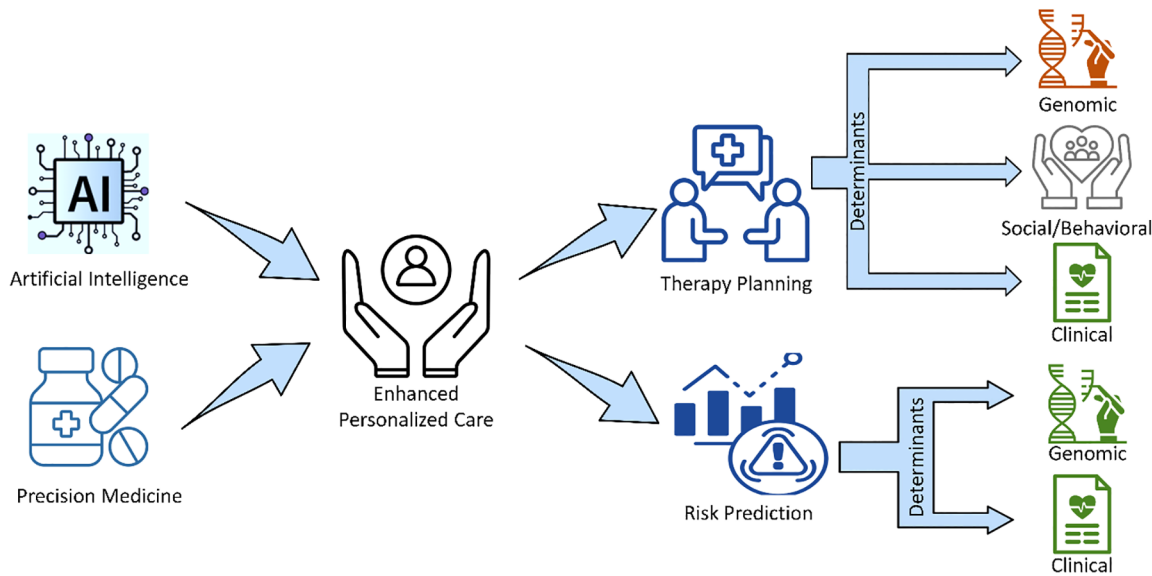 AI
Artificial Intelligence
Precision Medicine
Enhanced
Personalized Care
Therapy Planning
Determinants
Genomic
Social/Behavioral
Clinical
Risk Prediction
Determinants
Genomic
Clinical